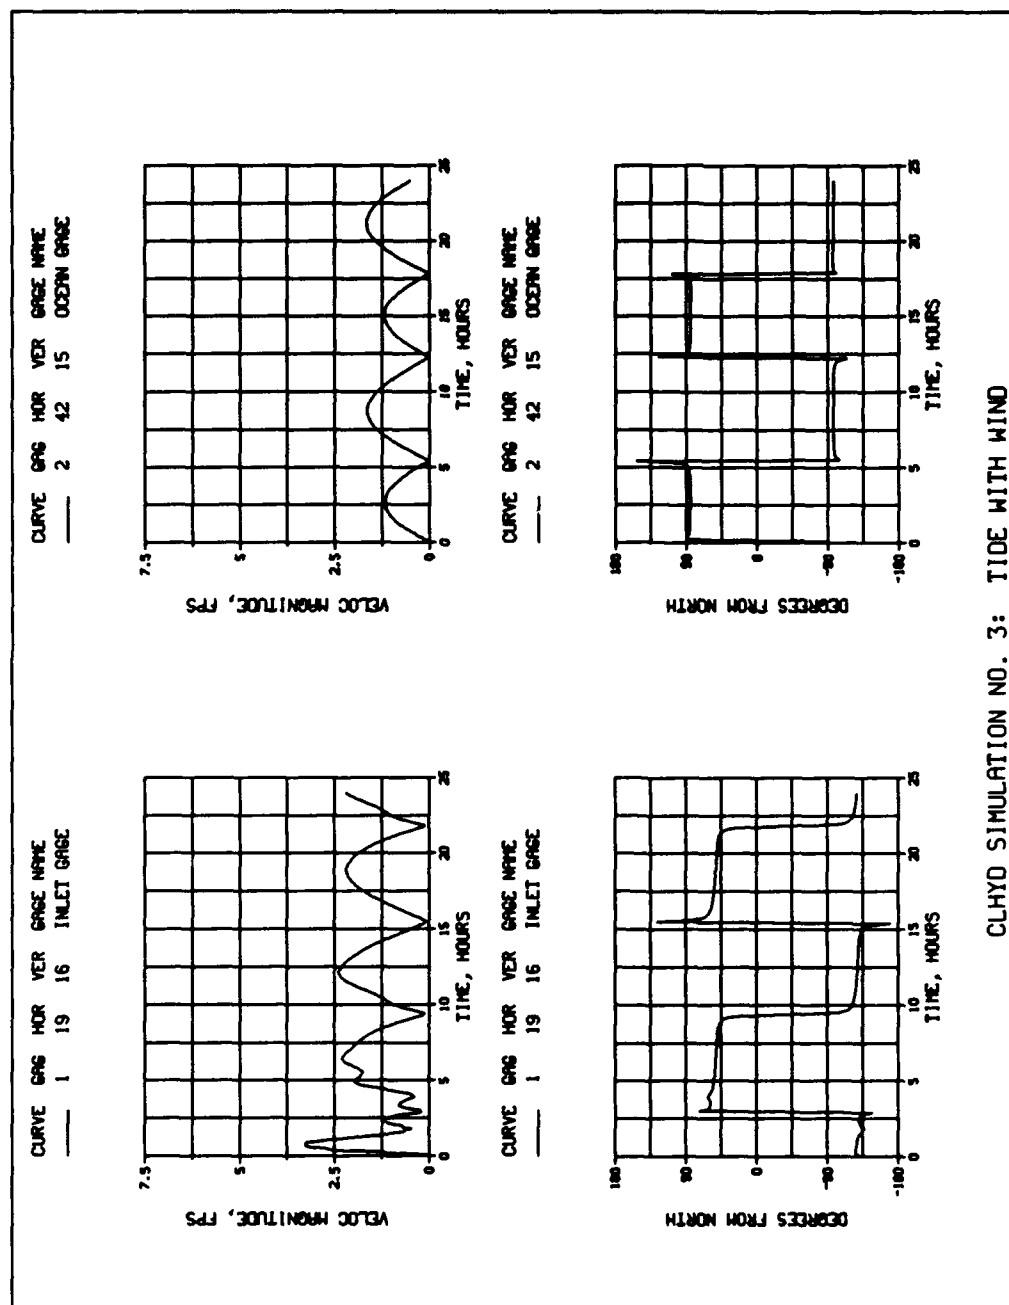 CURVE GAG HOR VER GAGE NAME
1 19 16 INLET GAGE
VELOC MAGNITUDE, FPS
7.5
5
2.5
0
0 5 10 15 20 25
TIME, HOURS
CURVE GAG HOR VER GAGE NAME
2 42 15 OCEAN GAGE
VELOC MAGNITUDE, FPS
7.5
5
2.5
0
0 5 10 15 20 25
TIME, HOURS
CURVE GAG HOR VER GAGE NAME
1 19 16 INLET GAGE
DEGREES FROM NORTH
180
90
0
-90
-180
0 5 10 15 20 25
TIME, HOURS
CURVE GAG HOR VER GAGE NAME
2 42 15 OCEAN GAGE
DEGREES FROM NORTH
180
90
0
-90
-180
0 5 10 15 20 25
TIME, HOURS
CLHYD SIMULATION NO. 3: TIDE WITH WIND